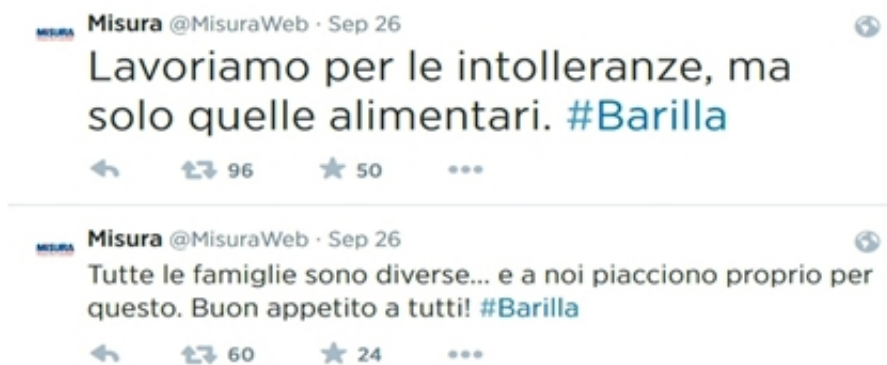 MISURA Misura @MisuraWeb · Sep 26
Lavoriamo per le intolleranze, ma
solo quelle alimentari. #Barilla
96 50
MISURA Misura @MisuraWeb · Sep 26
Tutte le famiglie sono diverse... e a noi piacciono proprio per
questo. Buon appetito a tutti! #Barilla
60 24